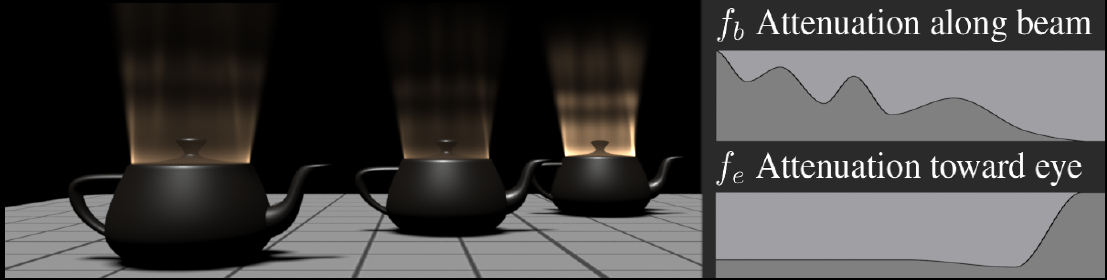 f_b Attenuation along beam
f_e Attenuation toward eye